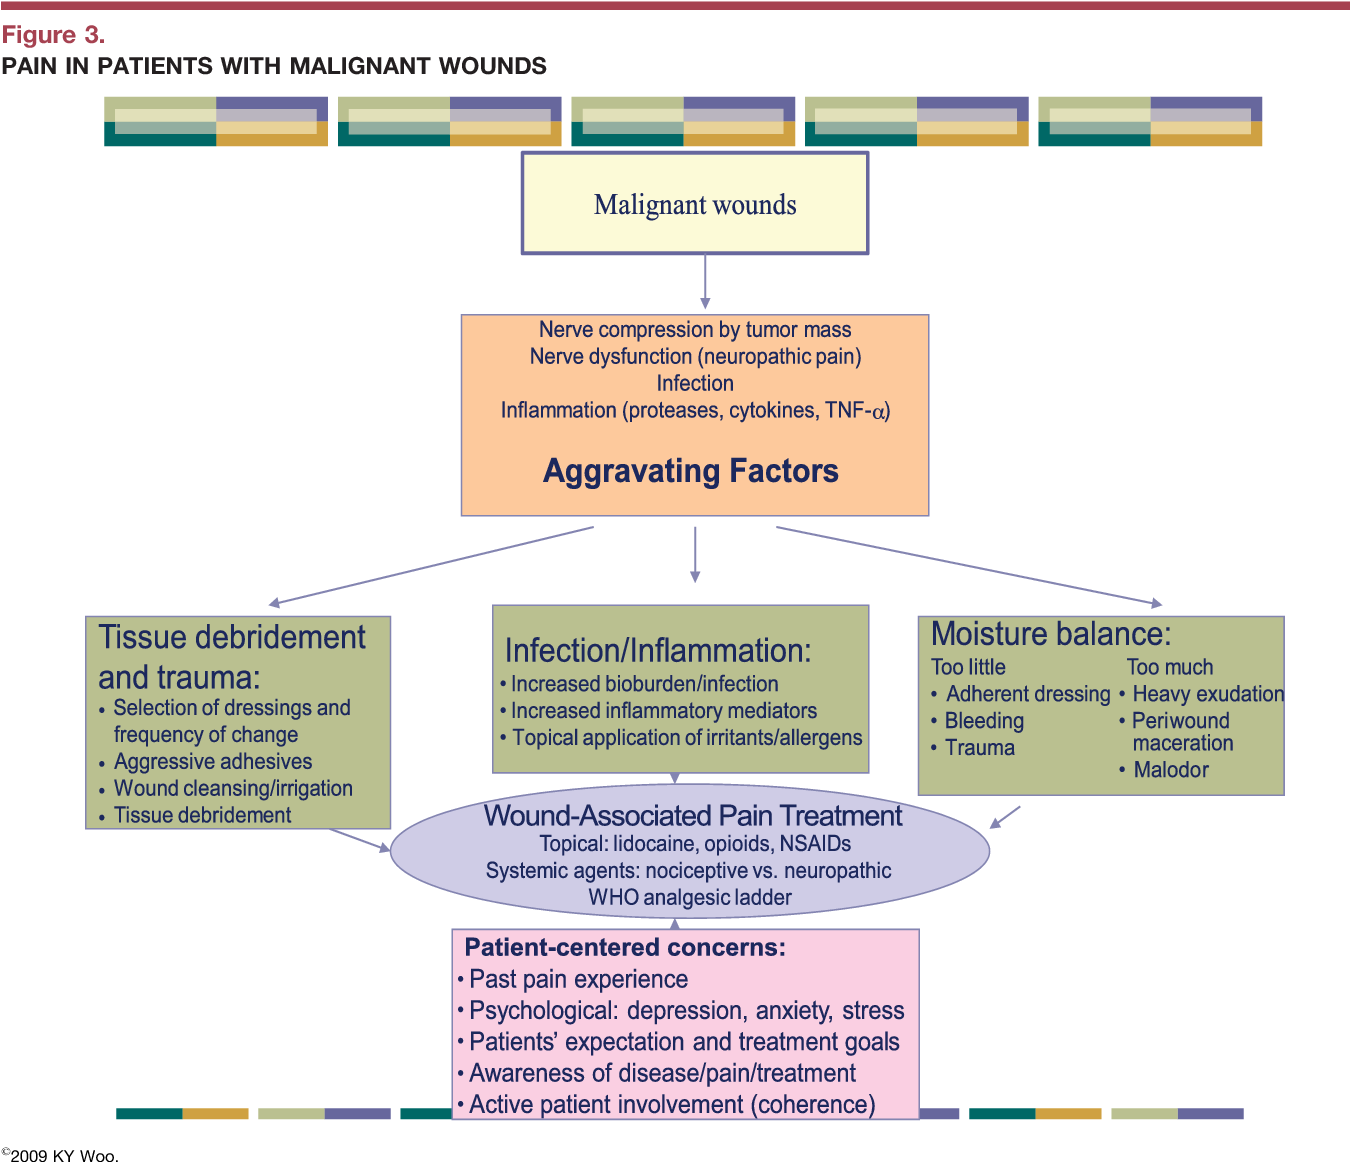 Figure 3.
PAIN IN PATIENTS WITH MALIGNANT WOUNDS
Malignant wounds
Nerve compression by tumor mass
Nerve dysfunction (neuropathic pain)
Infection
Inflammation (proteases, cytokines, TNF-α)
Aggravating Factors
Tissue debridement
and trauma:
• Selection of dressings and
frequency of change
• Aggressive adhesives
• Wound cleansing/irrigation
• Tissue debridement
Infection/Inflammation:
• Increased bioburden/infection
• Increased inflammatory mediators
• Topical application of irritants/allergens
Moisture balance:
Too little
• Adherent dressing
• Bleeding
• Trauma
Too much
• Heavy exudation
• Periwound
maceration
• Malodor
Wound-Associated Pain Treatment
Topical: lidocaine, opioids, NSAIDs
Systemic agents: nociceptive vs. neuropathic
WHO analgesic ladder
Patient-centered concerns:
• Past pain experience
• Psychological: depression, anxiety, stress
• Patients’ expectation and treatment goals
• Awareness of disease/pain/treatment
• Active patient involvement (coherence)
©2009 KY Woo.